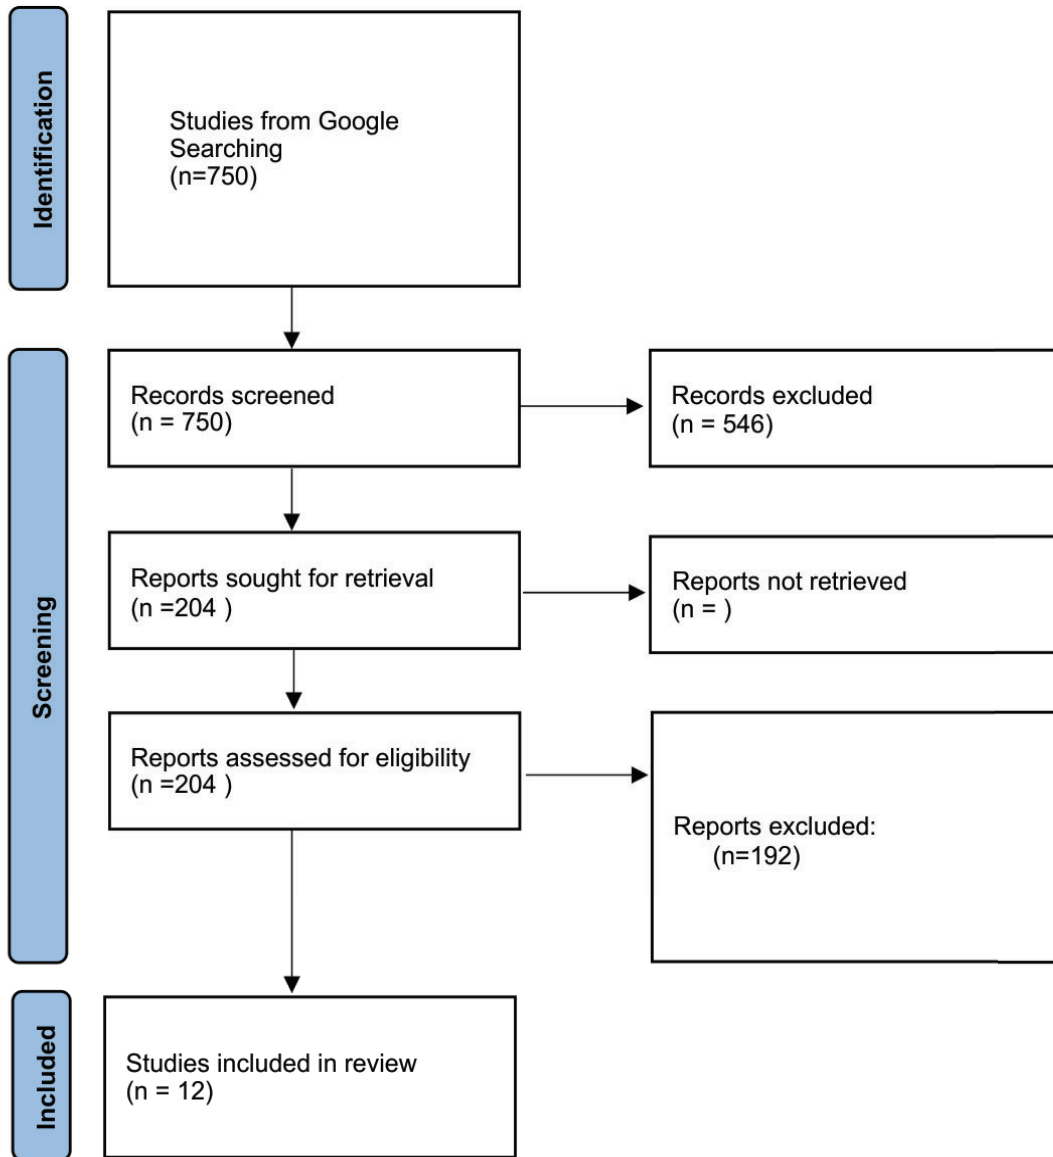 Identification
Studies from Google
Searching
(n=750)
Screening
Records screened
(n = 750)
Records excluded
(n = 546)
Reports sought for retrieval
(n =204 )
Reports not retrieved
(n = )
Reports assessed for eligibility
(n =204 )
Reports excluded:
(n=192)
Included
Studies included in review
(n = 12)